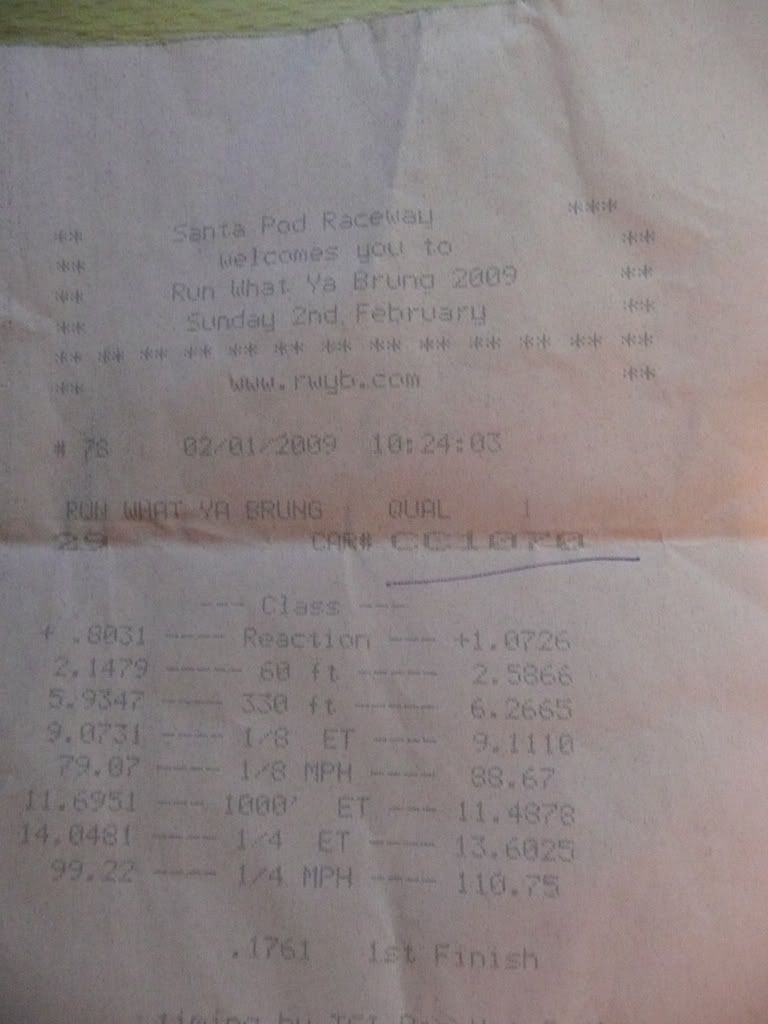 *** 
** Santa Pod Raceway **
** welcomes you to **
** Run What Ya Brung 2009 **
** Sunday 2nd February **
** ** ** ** ** ** ** ** ** ** ** ** **
** www.rwyb.com **
# 78 02/01/2009 10:24:03
RUN WHAT YA BRUNG QUAL 1
29 CAR# CC1070
--- Class ---
+ .8031 ---- Reaction --- +1.0726
2.1479 ----- 60 ft ----- 2.5866
5.9347 ---- 330 ft ----- 6.2665
9.0731 ---- 1/8 ET ---- 9.1110
79.07 ---- 1/8 MPH ---- 88.67
11.6951 --- 1000' ET --- 11.4878
14.0481 ---- 1/4 ET ---- 13.6025
99.22 ---- 1/4 MPH ---- 110.75
.1761 1st Finish
timing by